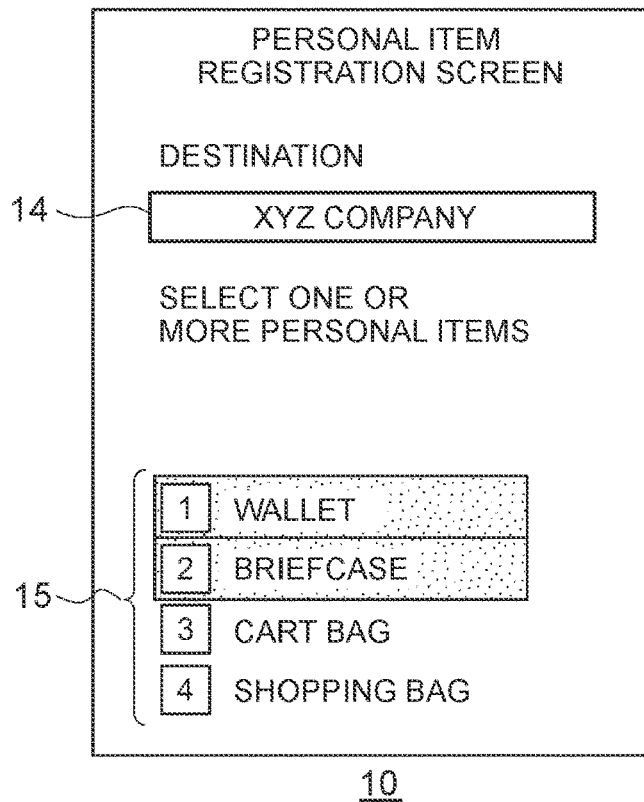 PERSONAL ITEM
REGISTRATION SCREEN
DESTINATION
14
XYZ COMPANY
SELECT ONE OR
MORE PERSONAL ITEMS
15
1 WALLET
2 BRIEFCASE
3 CART BAG
4 SHOPPING BAG
10